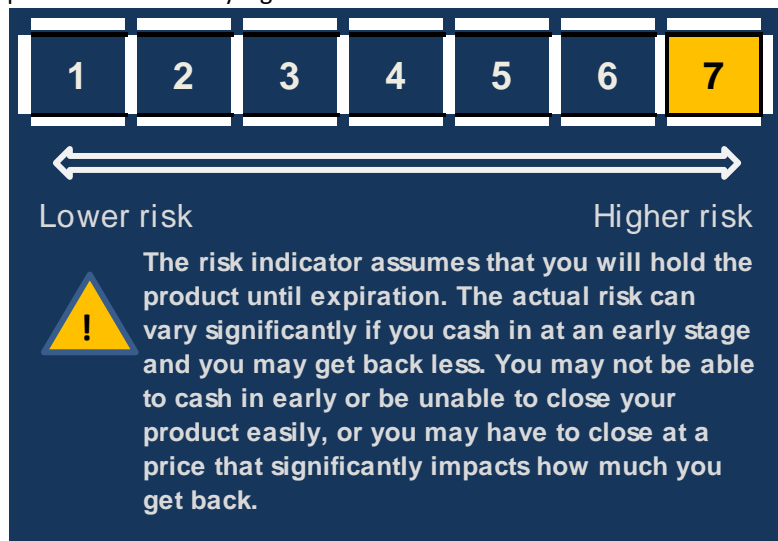 1 2 3 4 5 6 7
Lower risk Higher risk
The risk indicator assumes that you will hold the
product until expiration. The actual risk can
! vary significantly if you cash in at an early stage
and you may get back less. You may not be able
to cash in early or be unable to close your
product easily, or you may have to close at a
price that significantly impacts how much you
get back.